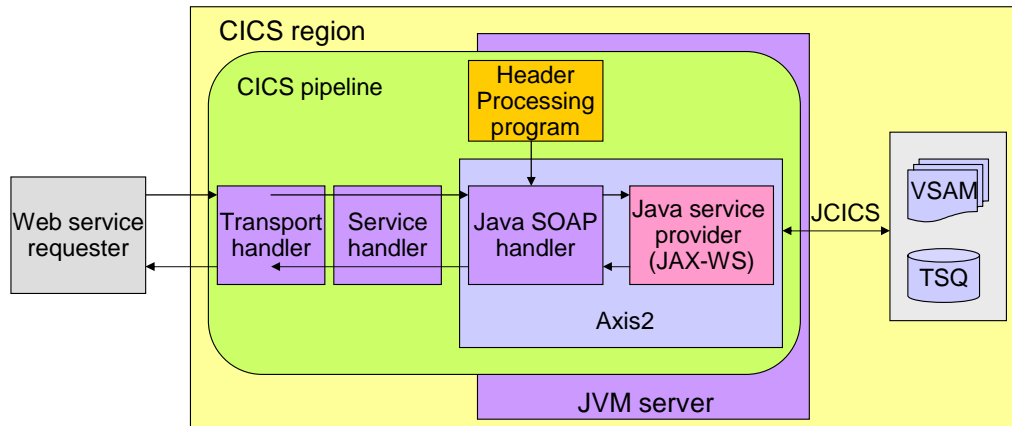 CICS region
CICS pipeline
Header
Processing
program
Web service
requester
Transport
handler
Service
handler
Java SOAP
handler
Java service
provider
(JAX-WS)
JCICS
VSAM
TSQ
Axis2
JVM server